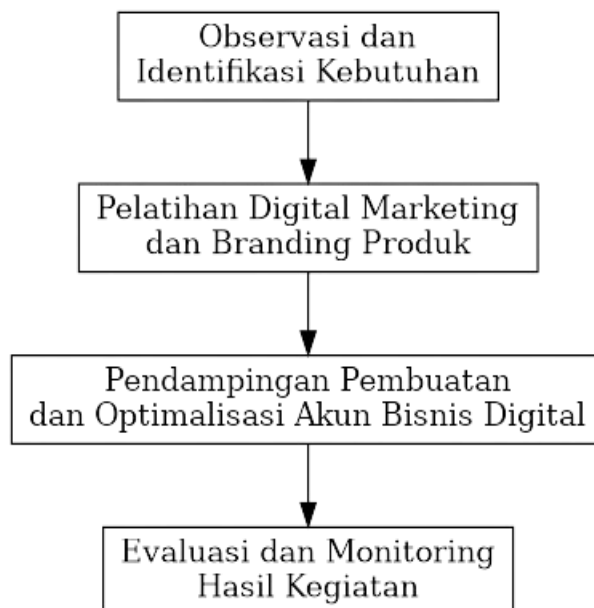 Observasi dan
Identifikasi Kebutuhan
Pelatihan Digital Marketing
dan Branding Produk
Pendampingan Pembuatan
dan Optimalisasi Akun Bisnis Digital
Evaluasi dan Monitoring
Hasil Kegiatan